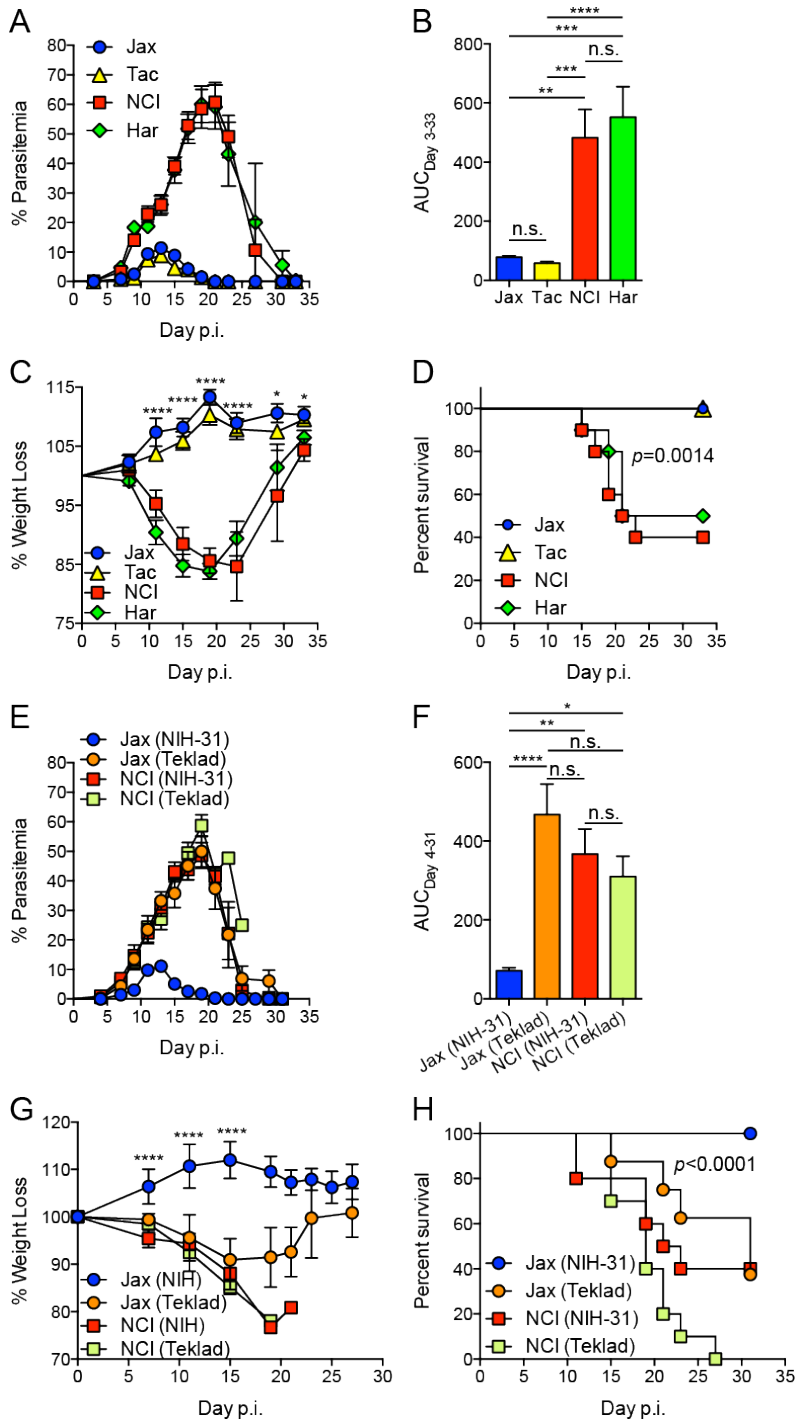 A
Jax
Tac
NCI
Har
% Parasitemia
80
70
60
50
40
30
20
10
0
0 5 10 15 20 25 30 35
Day p.i.
B
****
***
*** n.s.
**
n.s.
AUC Day 3-33
800
600
400
200
0
Jax Tac NCI Har
C
% Weight Loss
115
105
95
85
75
**** **** **** **** * *
Jax
Tac
NCI
Har
0 5 10 15 20 25 30 35
Day p.i.
D
Percent survival
100
80
60
40
20
0
p=0.0014
Jax
Tac
NCI
Har
0 5 10 15 20 25 30 35
Day p.i.
E
Jax (NIH-31)
Jax (Teklad)
NCI (NIH-31)
NCI (Teklad)
% Parasitemia
80
70
60
50
40
30
20
10
0
0 5 10 15 20 25 30 35
Day p.i.
F
*
**
n.s.
**** n.s.
n.s.
AUC Day 4-31
600
400
200
0
Jax (NIH-31)
Jax (Teklad)
NCI (NIH-31)
NCI (Teklad)
G
% Weight Loss
120
110
100
90
80
70
**** **** ****
Jax (NIH)
Jax (Teklad)
NCI (NIH)
NCI (Teklad)
0 5 10 15 20 25 30
Day p.i.
H
Percent survival
100
80
60
40
20
0
p<0.0001
Jax (NIH-31)
Jax (Teklad)
NCI (NIH-31)
NCI (Teklad)
0 5 10 15 20 25 30 35
Day p.i.